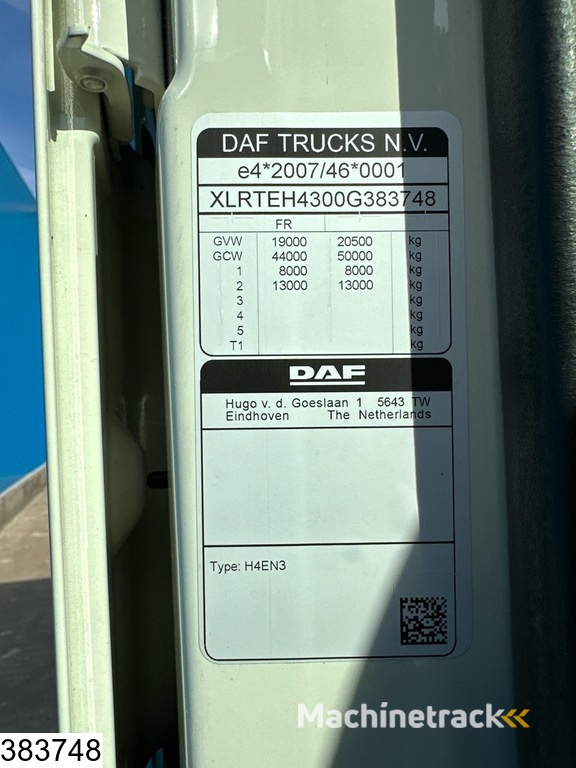 DAF TRUCKS N.V.
e4*2007/46*0001
XLRTEH4300G383748
FR
GVW 19000 20500 kg
GCW 44000 50000 kg
1 8000 8000 kg
2 13000 13000 kg
3 kg
4 kg
5 kg
T1 kg
DAF
Hugo v. d. Goeslaan 1 5643 TW
Eindhoven The Netherlands
Type: H4EN3
Machinetrack
383748